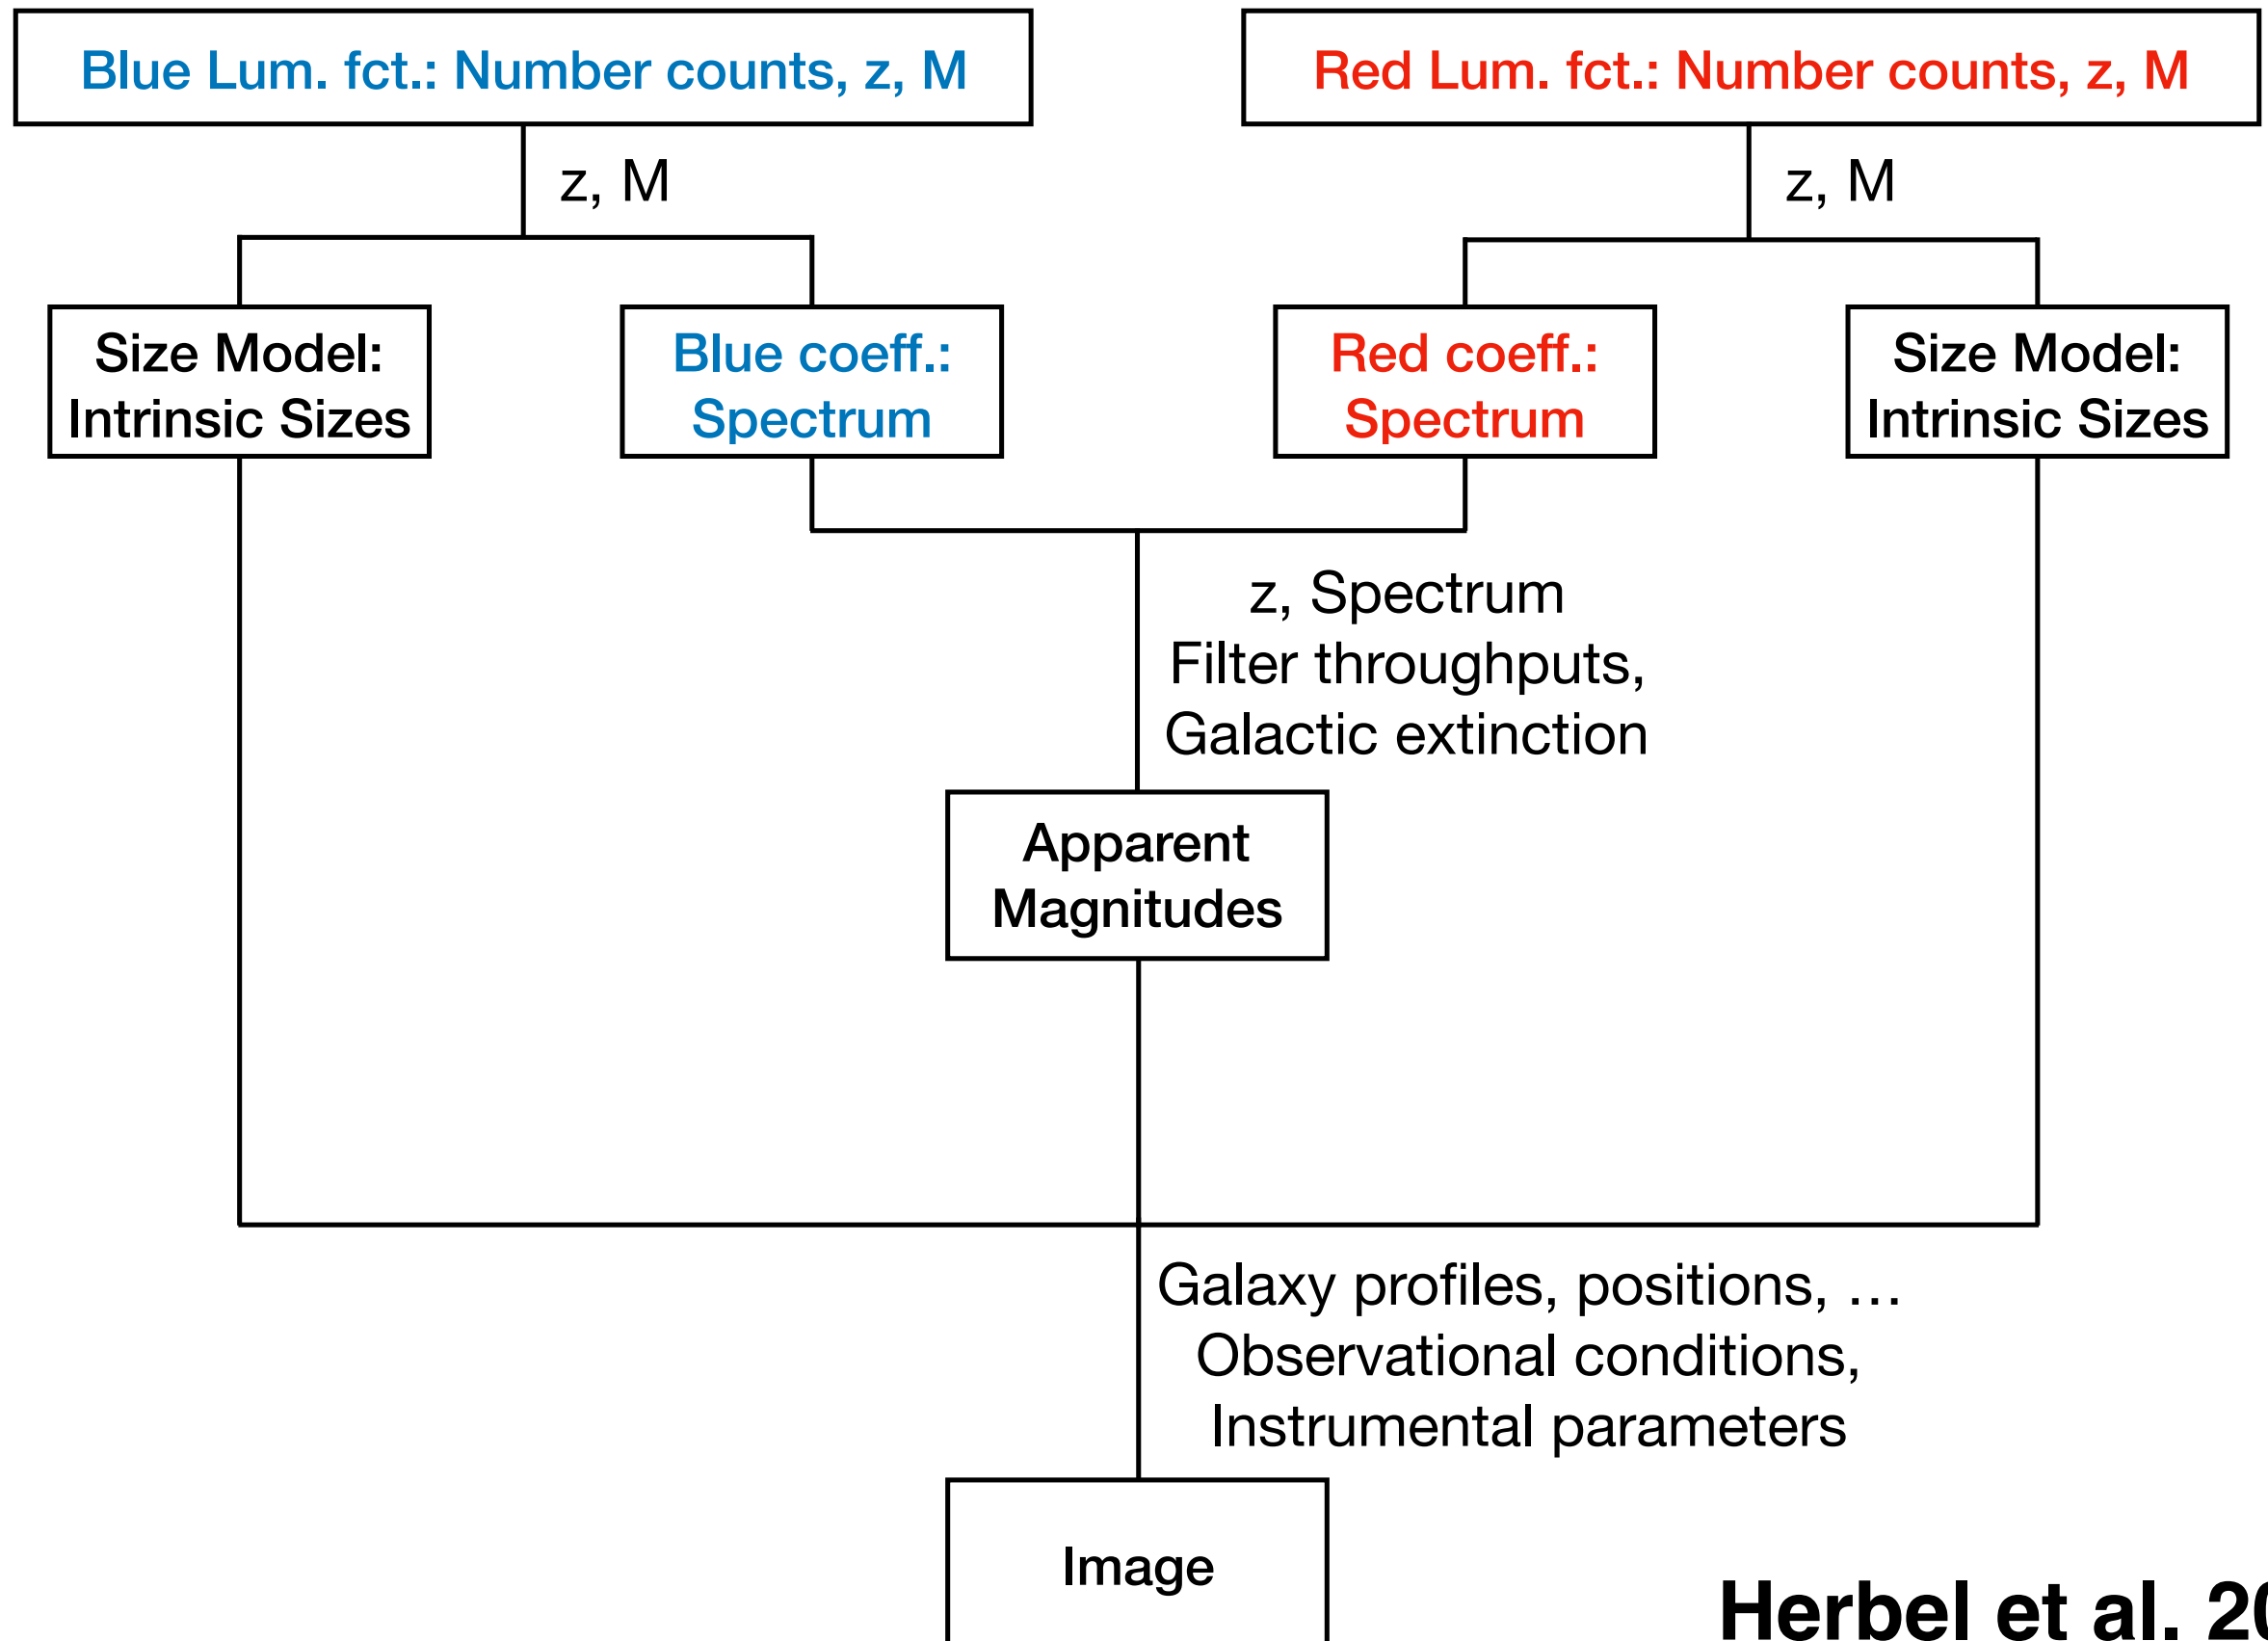 Blue Lum. fct.: Number counts, z, M
Red Lum. fct.: Number counts, z, M
z, M
z, M
Size Model:
Intrinsic Sizes
Blue coeff.:
Spectrum
Red coeff.:
Spectrum
Size Model:
Intrinsic Sizes
z, Spectrum
Filter throughputs,
Galactic extinction
Apparent
Magnitudes
Galaxy profiles, positions, …
Observational conditions,
Instrumental parameters
Image
Herbel et al.